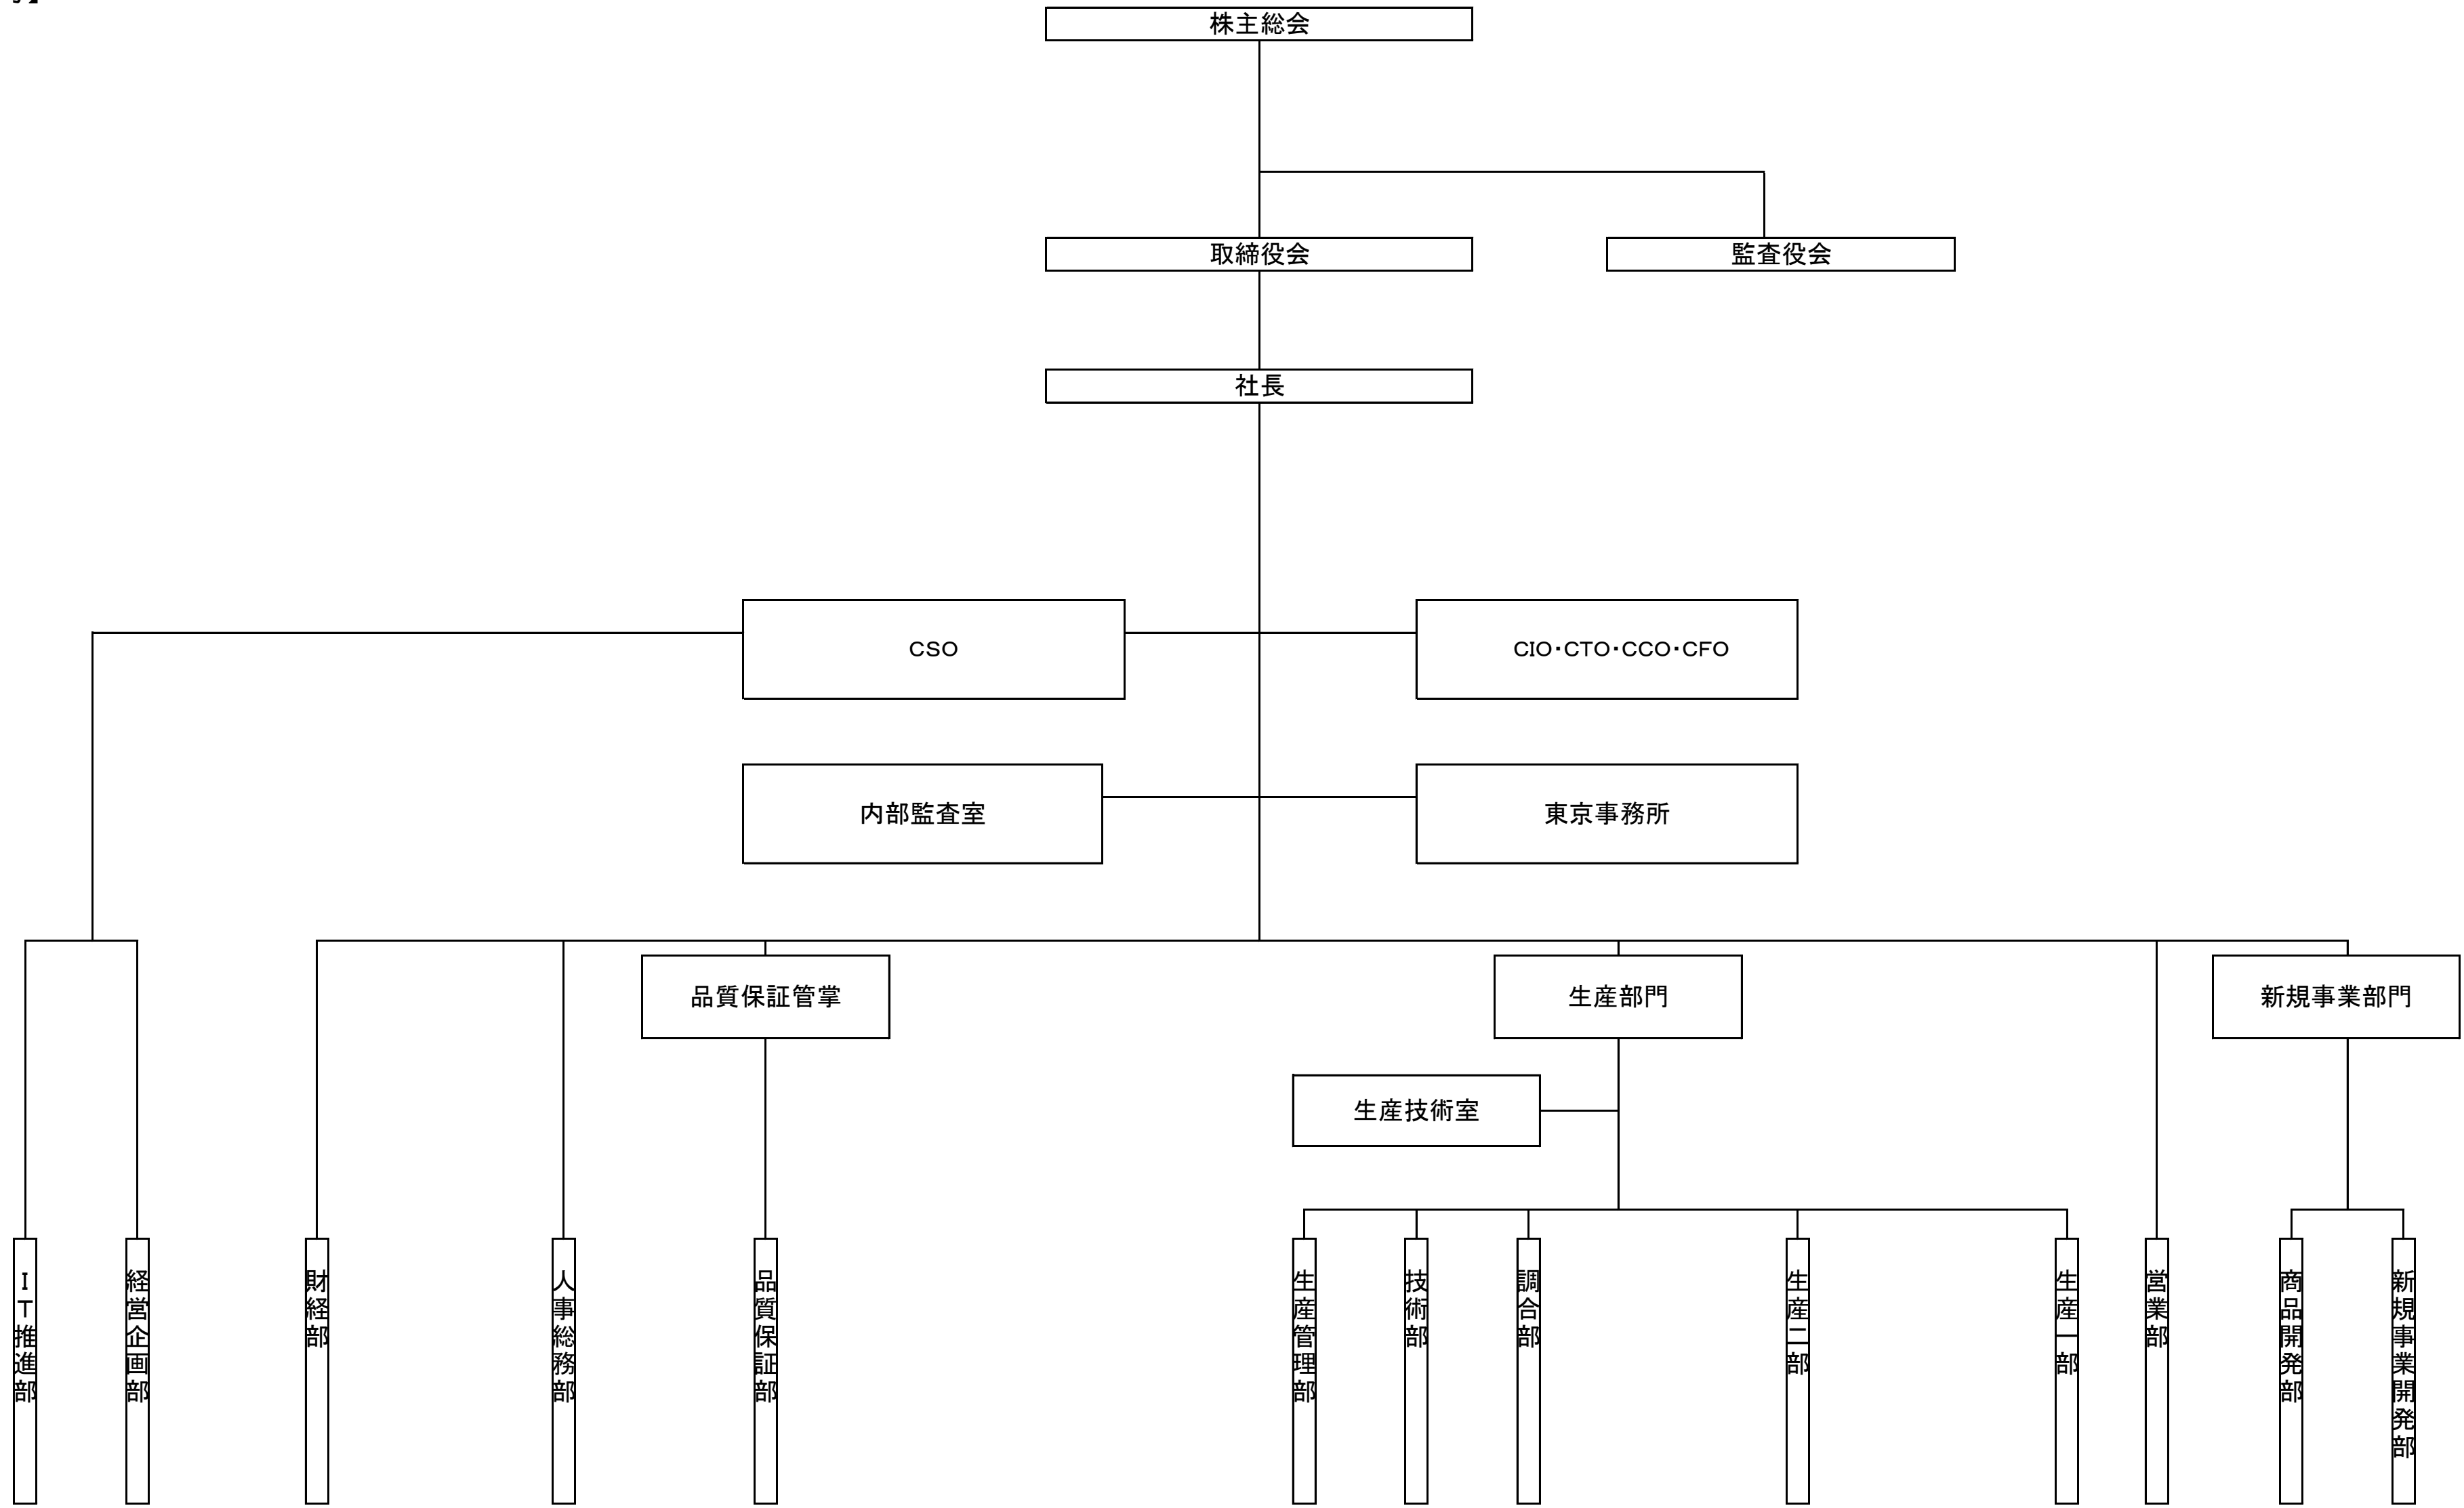 株主総会
取締役会
監査役会
社長
CSO
CIO・CTO・CCO・CFO
内部監査室
東京事務所
品質保証管掌
生産部門
新規事業部門
生産技術室
IT推進部
経営企画部
財経部
人事総務部
品質保証部
生産管理部
技術部
調合部
生産二部
生産一部
営業部
商品開発部
新規事業開発部